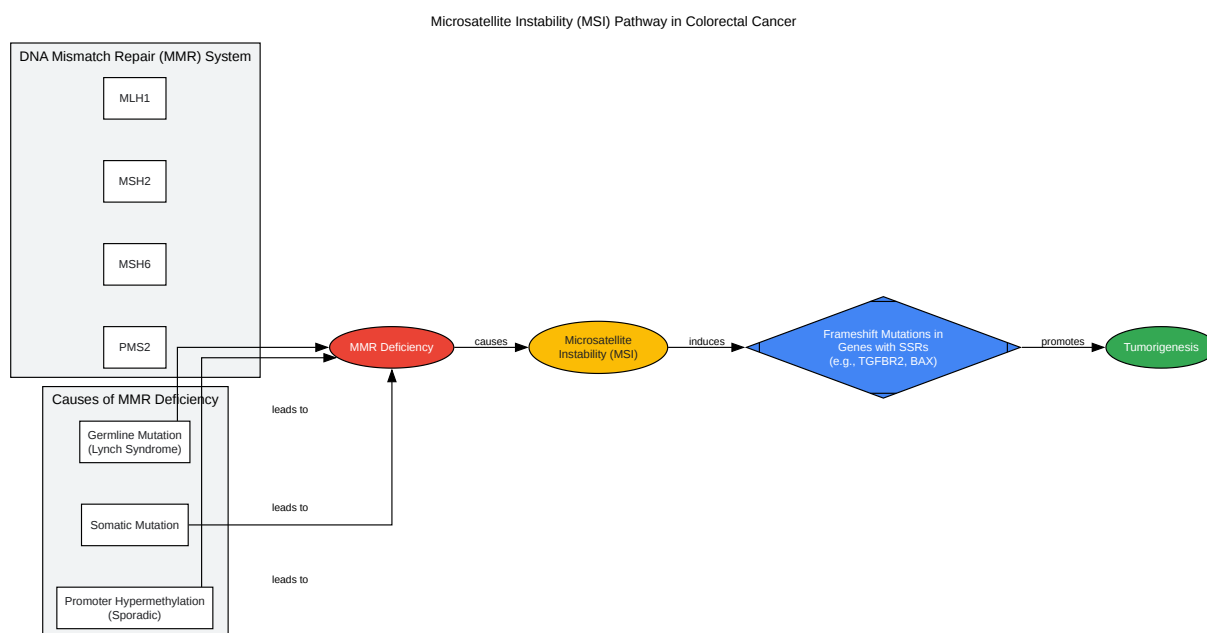 Microsatellite Instability (MSI) Pathway in Colorectal Cancer
DNA Mismatch Repair (MMR) System
MLH1
MSH2
MSH6
PMS2
Causes of MMR Deficiency
Germline Mutation
(Lynch Syndrome)
Somatic Mutation
Promoter Hypermethylation
(Sporadic)
leads to
leads to
leads to
MMR Deficiency
causes
Microsatellite
Instability (MSI)
induces
Frameshift Mutations in
Genes with SSRs
(e.g., TGFBR2, BAX)
promotes
Tumorigenesis